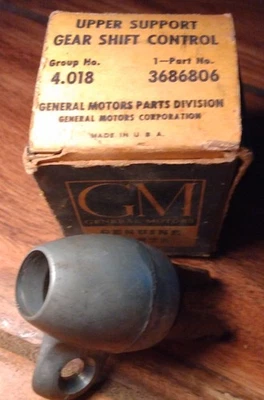 UPPER SUPPORT
GEAR SHIFT CONTROL
Group No. 1—Part No.
4.018 3686806
GENERAL MOTORS PARTS DIVISION
GENERAL MOTORS CORPORATION
MADE IN U.S.A.
GM
GENERAL MOTORS
GENUINE